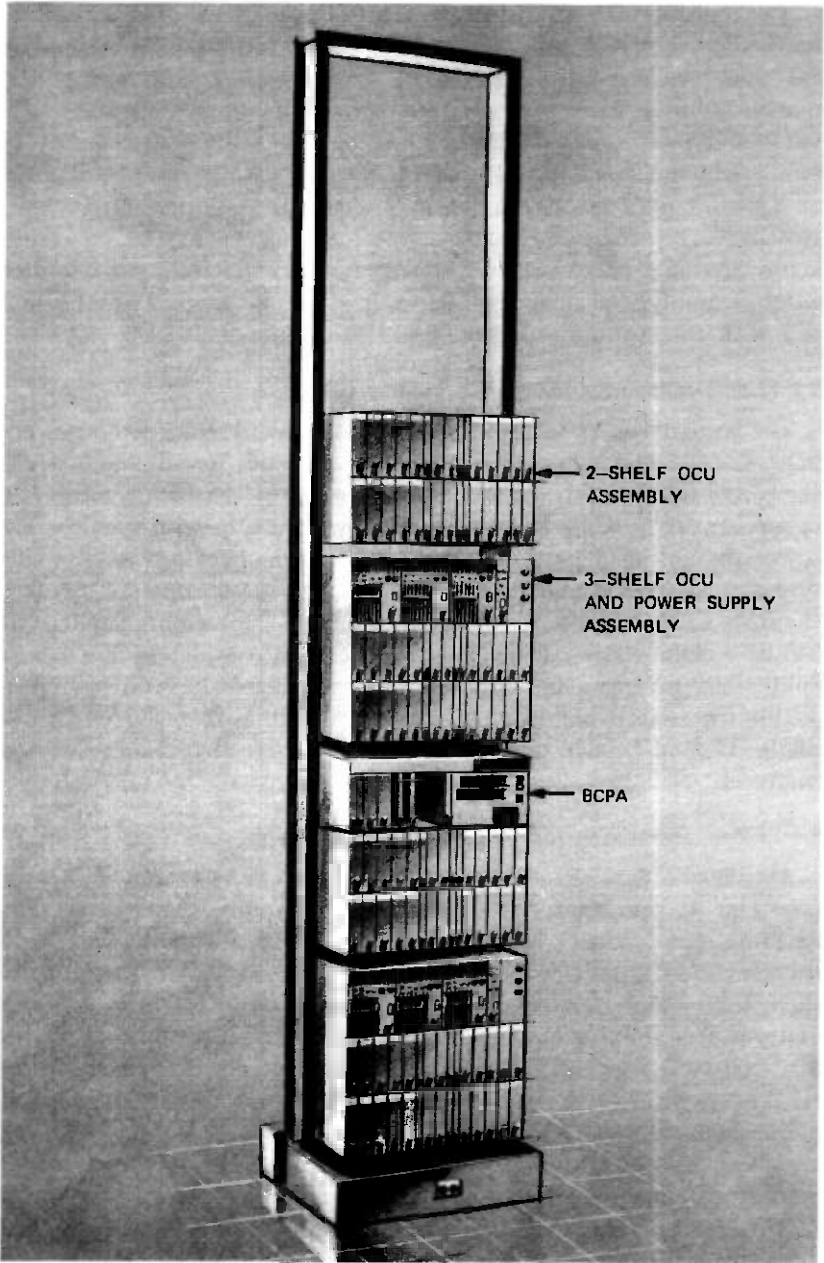 2–SHELF OCU
ASSEMBLY
3–SHELF OCU
AND POWER SUPPLY
ASSEMBLY
BCPA